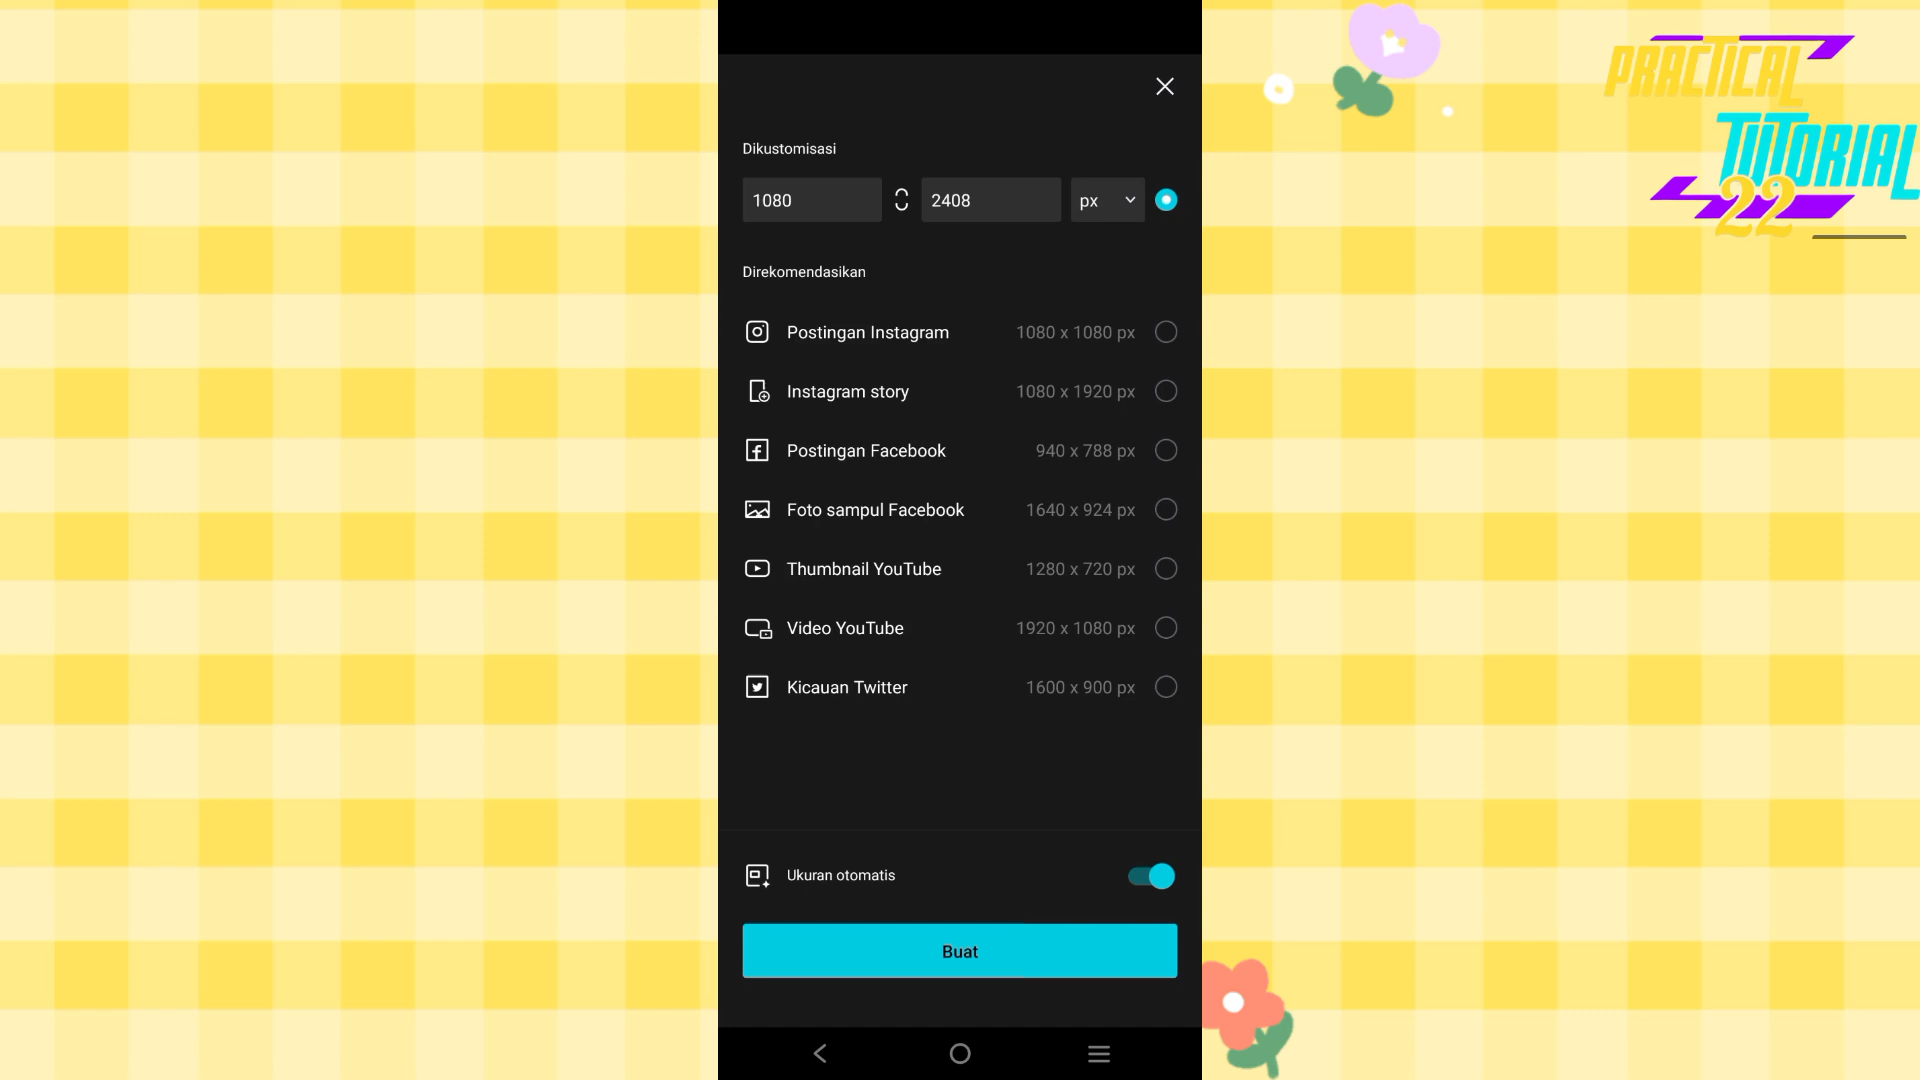 PRACTICAL
TUTORIAL
22
Dikustomisasi
1080 2408 px
Direkomendasikan
Postingan Instagram 1080 x 1080 px
Instagram story 1080 x 1920 px
Postingan Facebook 940 x 788 px
Foto sampul Facebook 1640 x 924 px
Thumbnail YouTube 1280 x 720 px
Video YouTube 1920 x 1080 px
Kicauan Twitter 1600 x 900 px
Ukuran otomatis
Buat